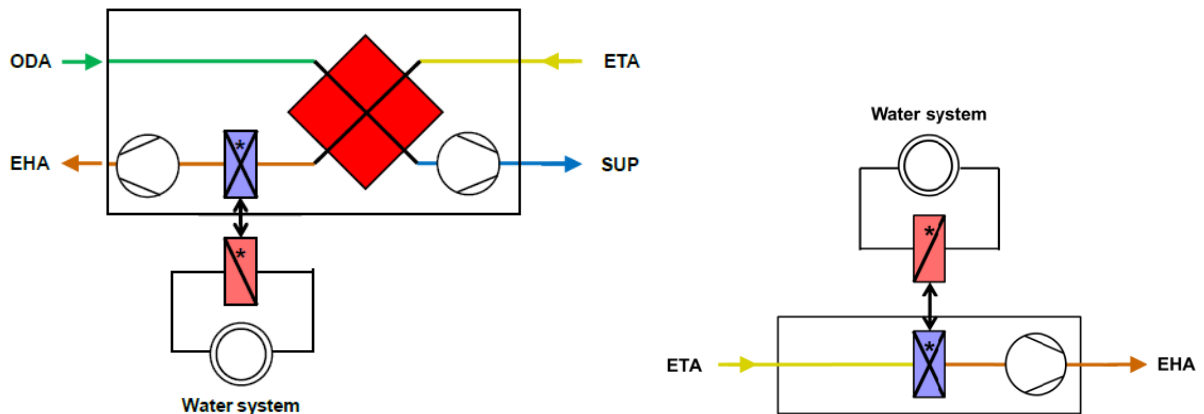 ODA
ETA
EHA
*
SUP
*
Water system
Water system
*
*
ETA
EHA